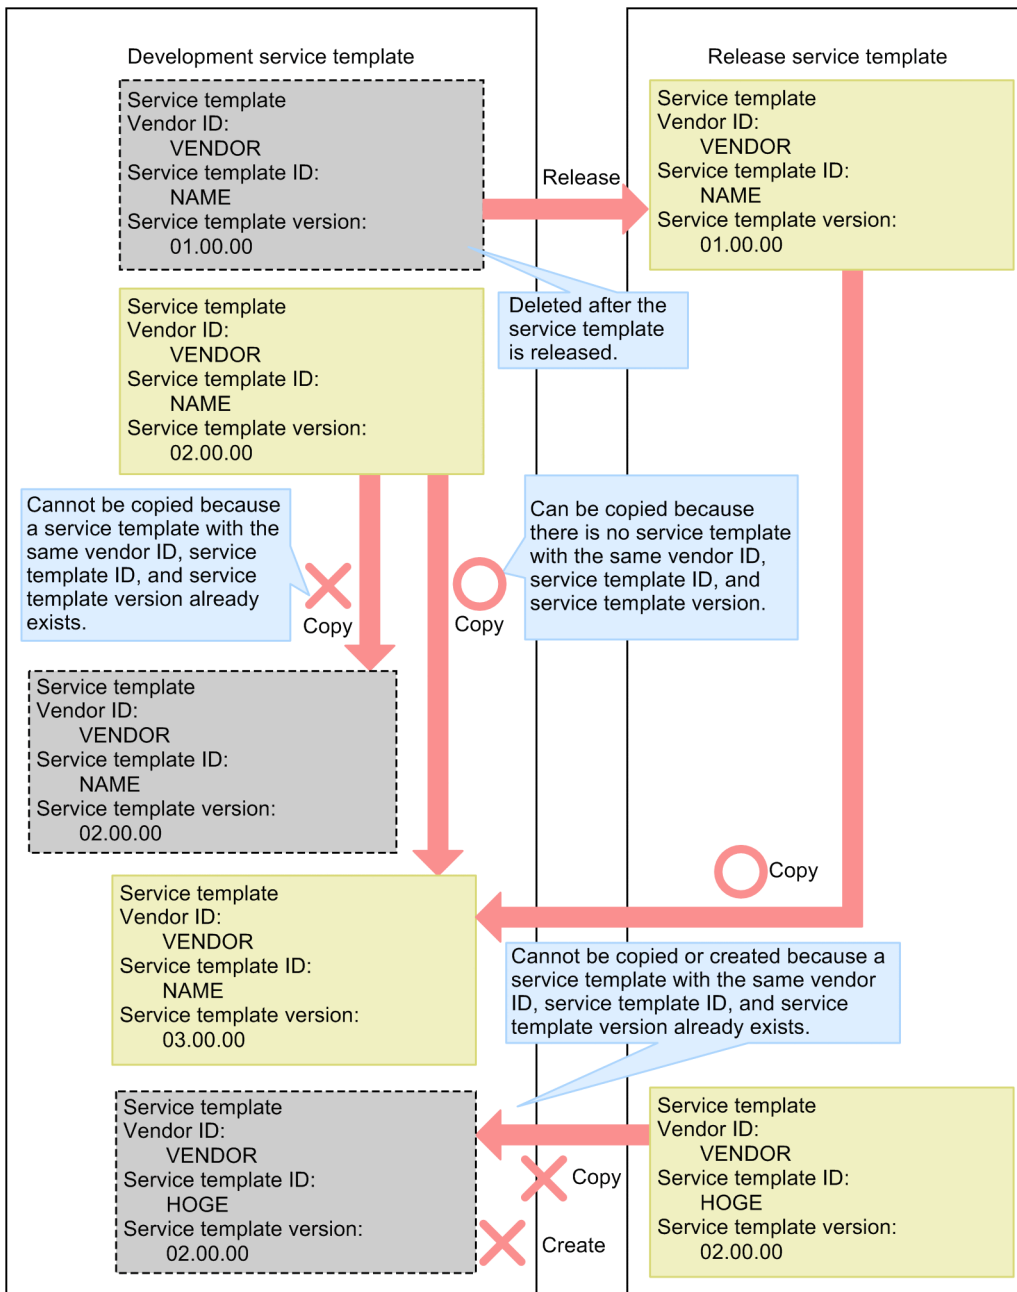 Development service template
Release service template
Service template
Vendor ID:
VENDOR
Service template ID:
NAME
Service template version:
01.00.00
Release
Service template
Vendor ID:
VENDOR
Service template ID:
NAME
Service template version:
01.00.00
Deleted after the
service template
is released.
Service template
Vendor ID:
VENDOR
Service template ID:
NAME
Service template version:
02.00.00
Cannot be copied because
a service template with the
same vendor ID, service
template ID, and service
template version already
exists.
Copy
Copy
Can be copied because
there is no service template
with the same vendor ID,
service template ID, and
service template version.
Service template
Vendor ID:
VENDOR
Service template ID:
NAME
Service template version:
02.00.00
Copy
Service template
Vendor ID:
VENDOR
Service template ID:
NAME
Service template version:
03.00.00
Cannot be copied or created because a
service template with the same vendor
ID, service template ID, and service
template version already exists.
Service template
Vendor ID:
VENDOR
Service template ID:
HOGE
Service template version:
02.00.00
Copy
Create
Service template
Vendor ID:
VENDOR
Service template ID:
HOGE
Service template version:
02.00.00